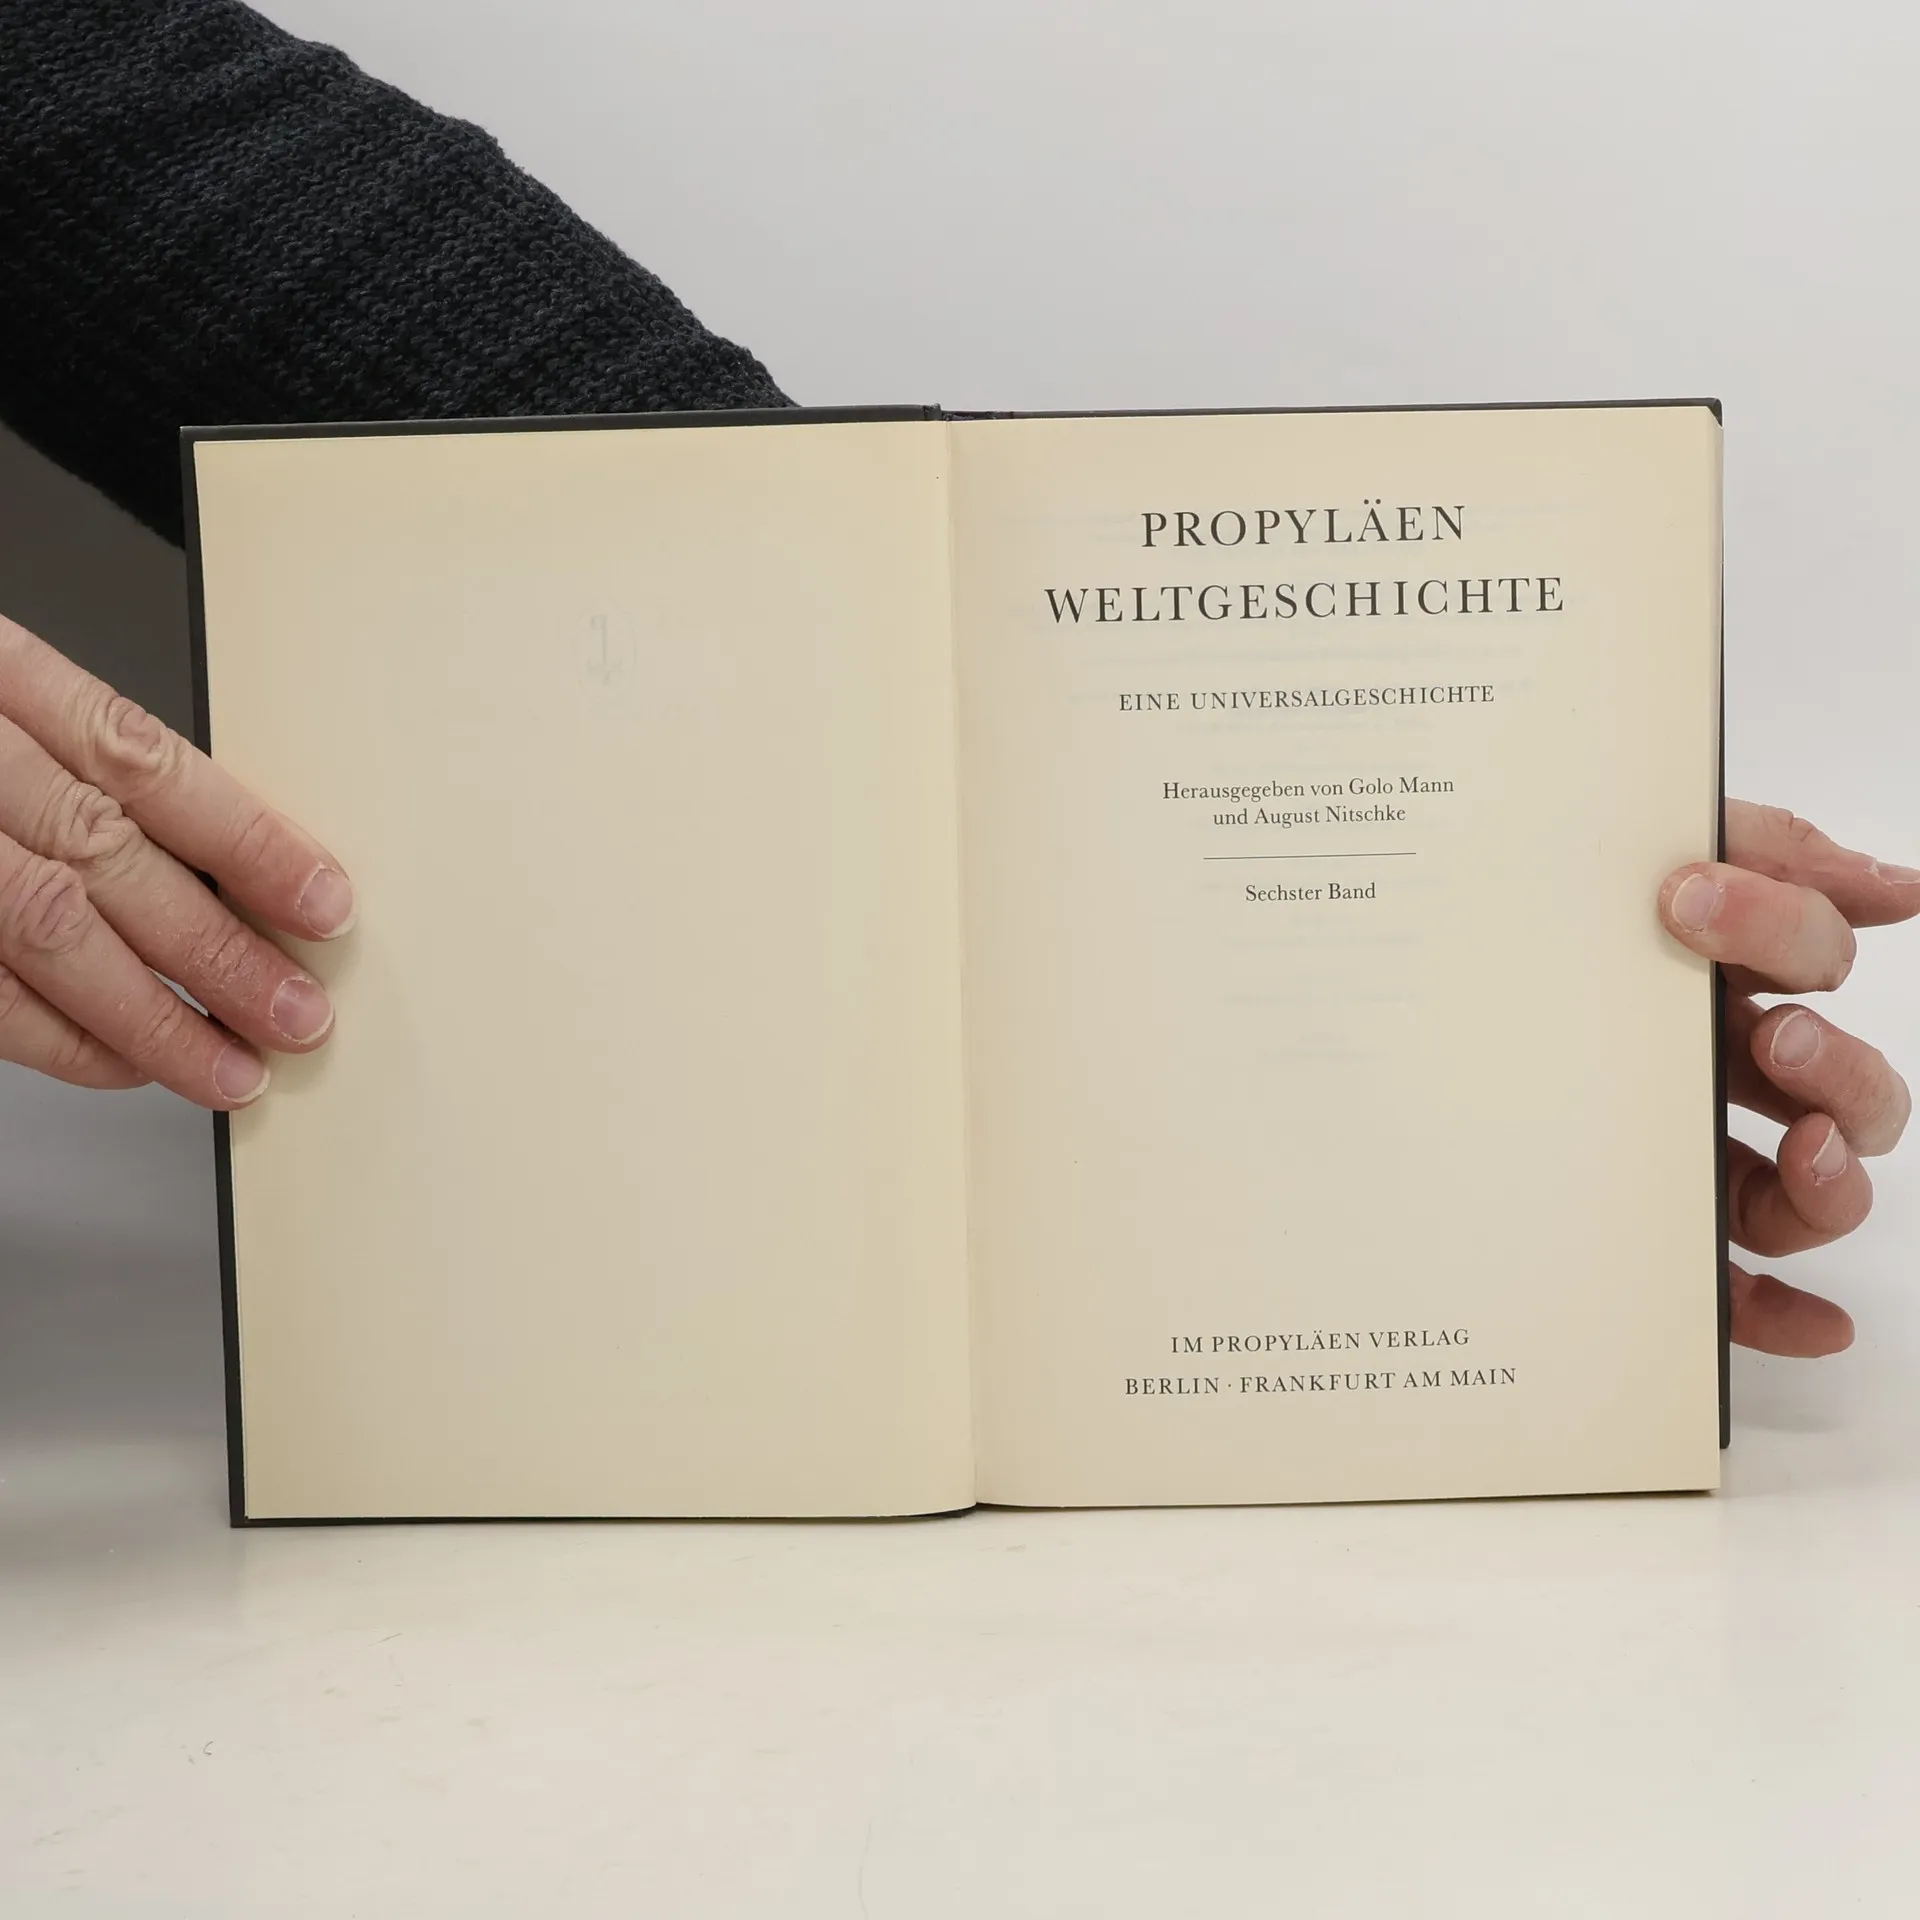 PROPYLÄEN
WELTGESCHICHTE
EINE UNIVERSALGESCHICHTE
Herausgegeben von Golo Mann
und August Nitschke
Sechster Band
IM PROPYLÄEN VERLAG
BERLIN · FRANKFURT AM MAIN